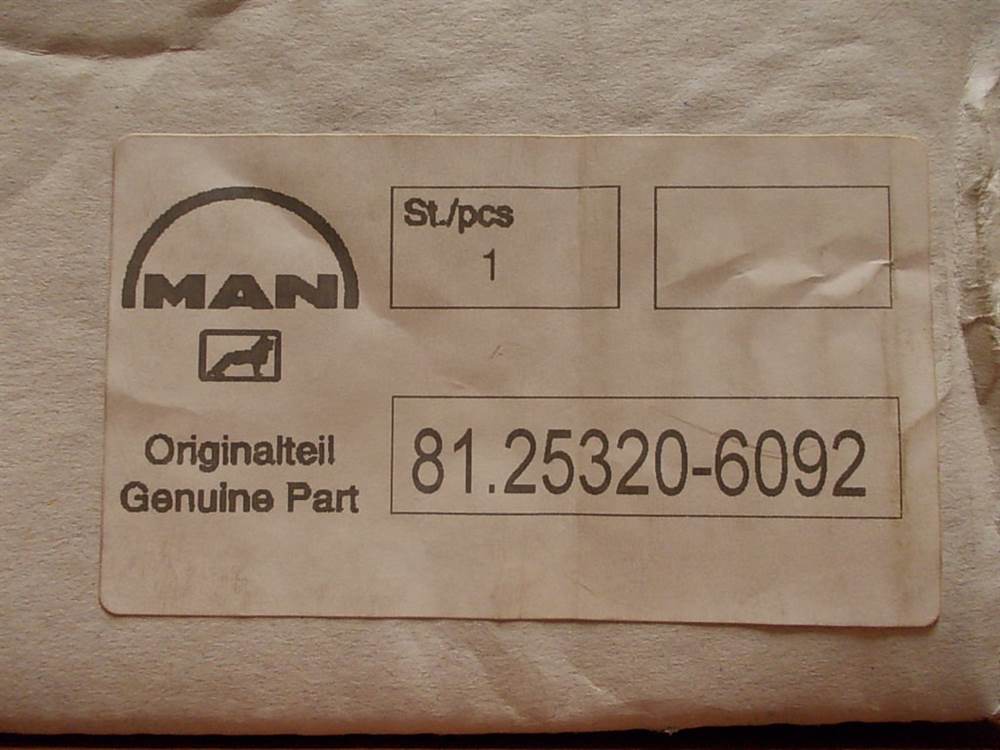 MAN
St./pcs
1
Originalteil
Genuine Part
81.25320-6092